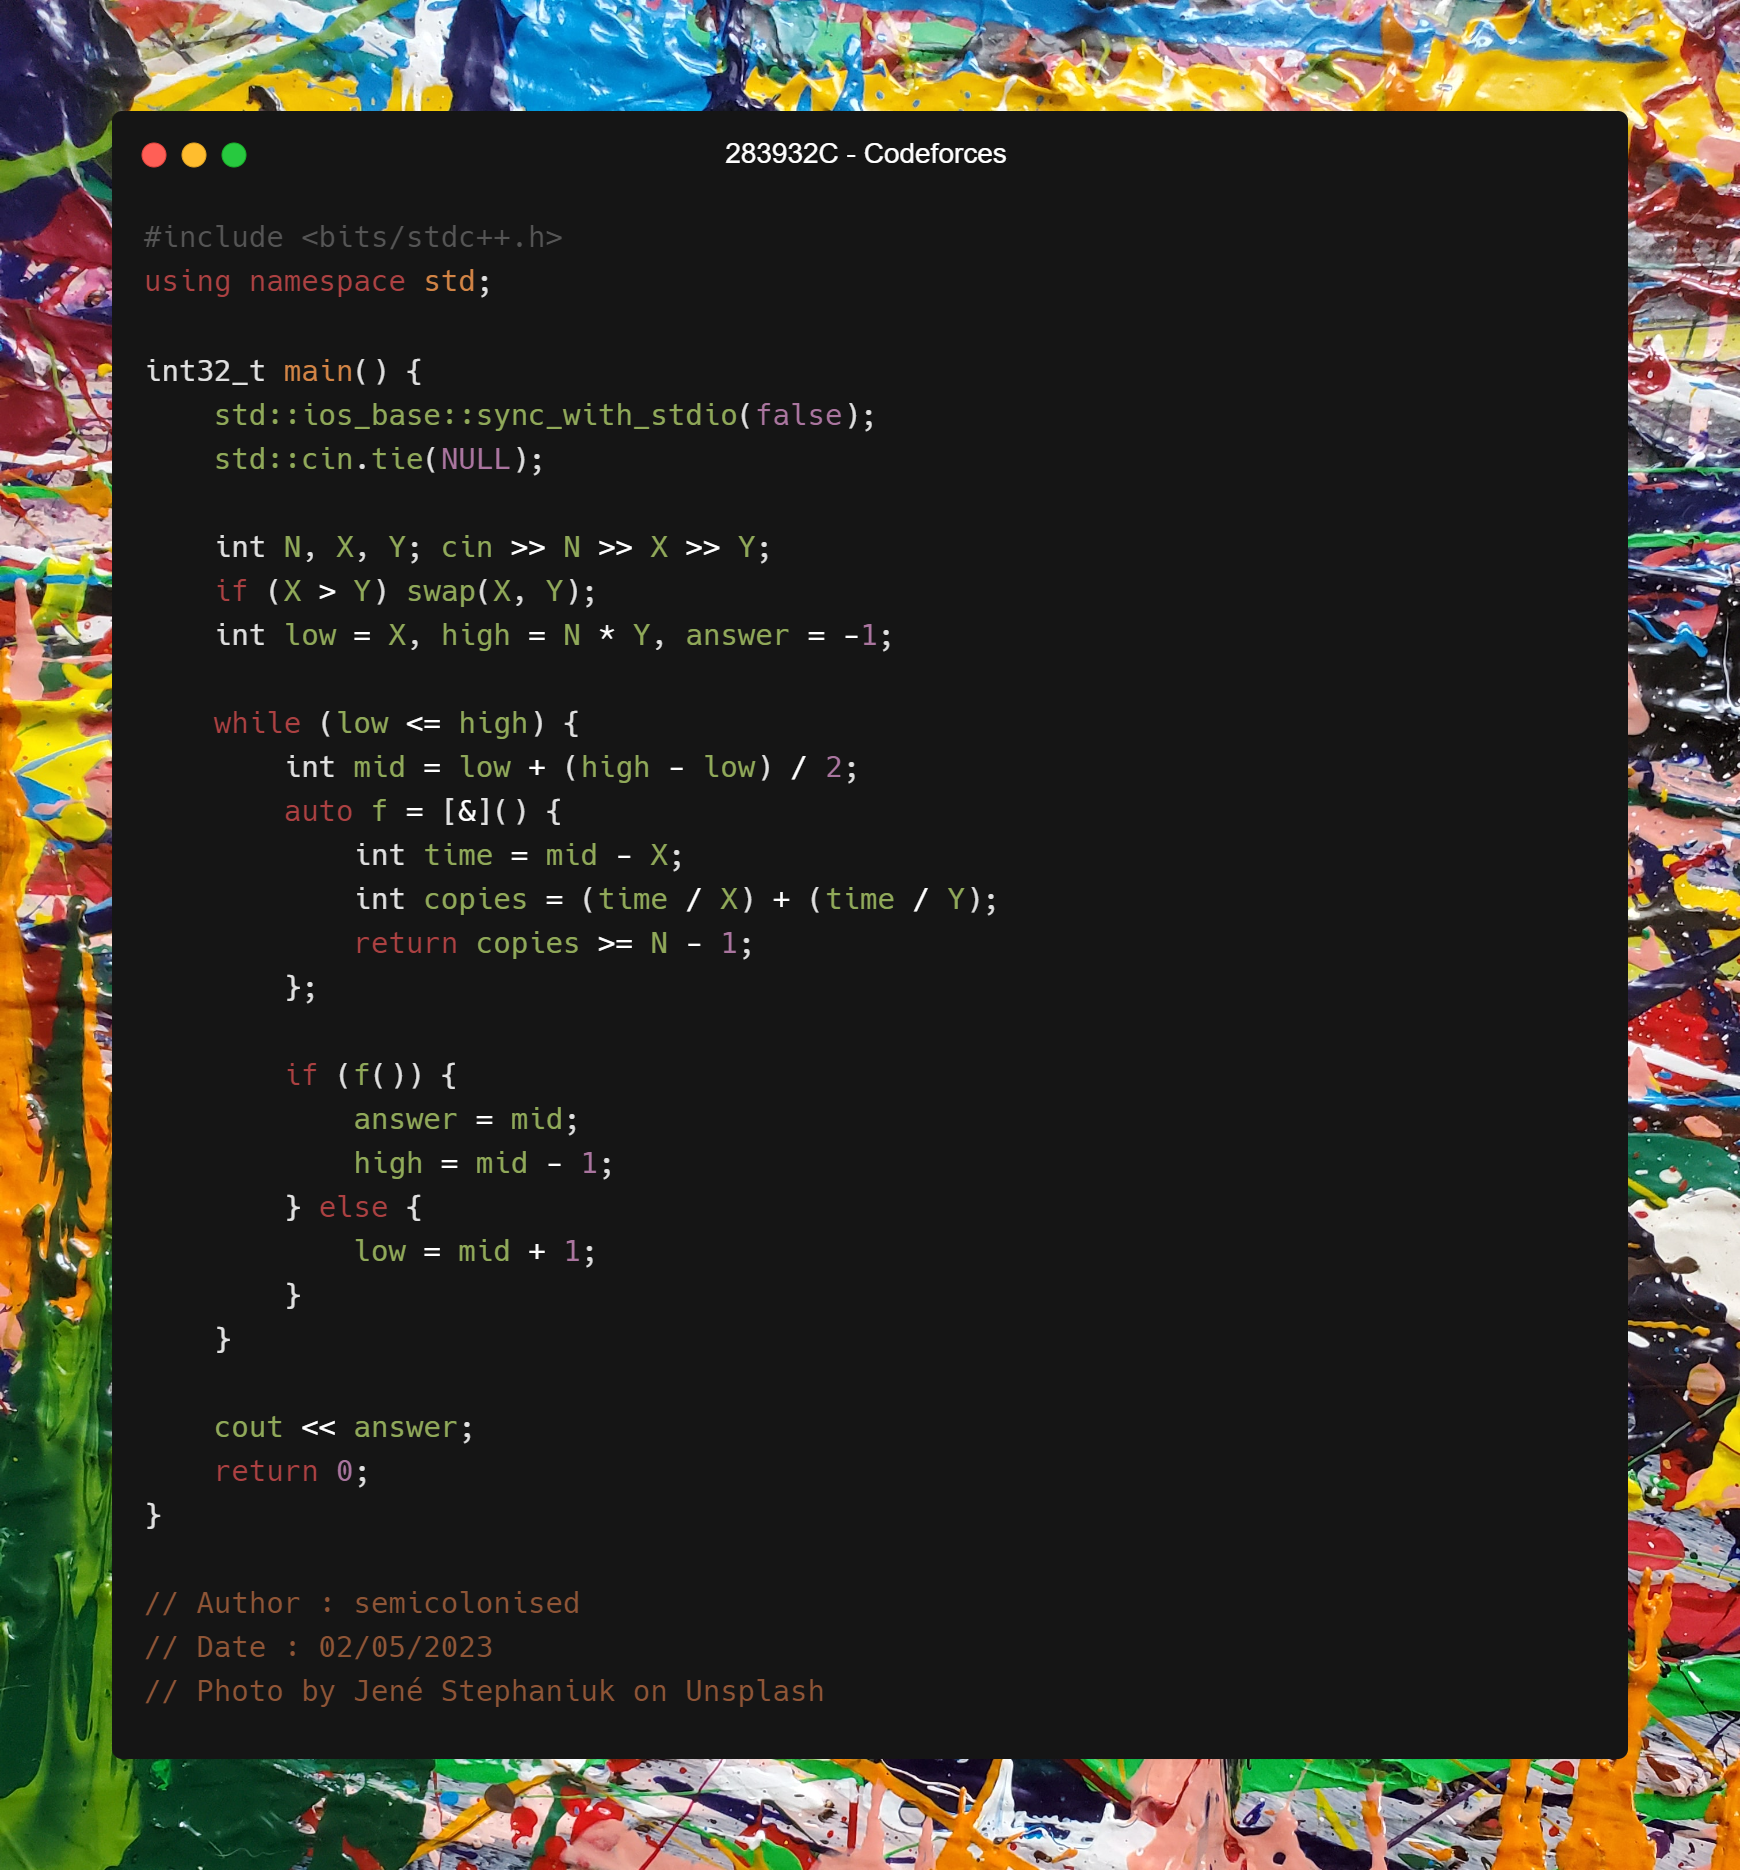 283932C - Codeforces
#include <bits/stdc++.h>
using namespace std;
int32_t main() {
    std::ios_base::sync_with_stdio(false);
    std::cin.tie(NULL);
    int N, X, Y; cin >> N >> X >> Y;
    if (X > Y) swap(X, Y);
    int low = X, high = N * Y, answer = -1;
    while (low <= high) {
        int mid = low + (high - low) / 2;
        auto f = [&]() {
            int time = mid - X;
            int copies = (time / X) + (time / Y);
            return copies >= N - 1;
        };
        if (f()) {
            answer = mid;
            high = mid - 1;
        } else {
            low = mid + 1;
        }
    }
    cout << answer;
    return 0;
}
// Author : semicolonised
// Date : 02/05/2023
// Photo by Jené Stephaniuk on Unsplash